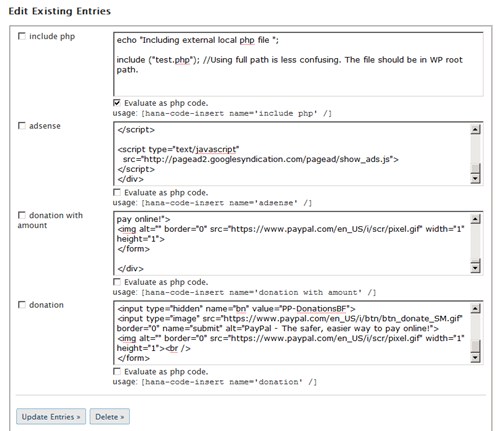 Edit Existing Entries
include php
echo "Including external local php file ";
include ("test.php"); //Using full path is less confusing. The file should be in WP root
path.
Evaluate as php code.
usage: [hana-code-insert name='include php' /]
adsense
</script>
<script type="text/javascript"
src="http://pagead2.googlesyndication.com/pagead/show_ads.js">
</script>
</div>
Evaluate as php code.
usage: [hana-code-insert name='adsense' /]
donation with
amount
pay online!">
<img alt="" border="0" src="https://www.paypal.com/en_US/i/scr/pixel.gif" width="1"
height="1">
</form>
</div>
Evaluate as php code.
usage: [hana-code-insert name='donation with amount' /]
donation
<input type="hidden" name="bn" value="PP-DonationsBF">
<input type="image" src="https://www.paypal.com/en_US/i/btn/btn_donate_SM.gif"
border="0" name="submit" alt="PayPal - The safer, easier way to pay online!">
<img alt="" border="0" src="https://www.paypal.com/en_US/i/scr/pixel.gif" width="1"
height="1"><br />
</form>
Evaluate as php code.
usage: [hana-code-insert name='donation' /]
Update Entries » Delete »